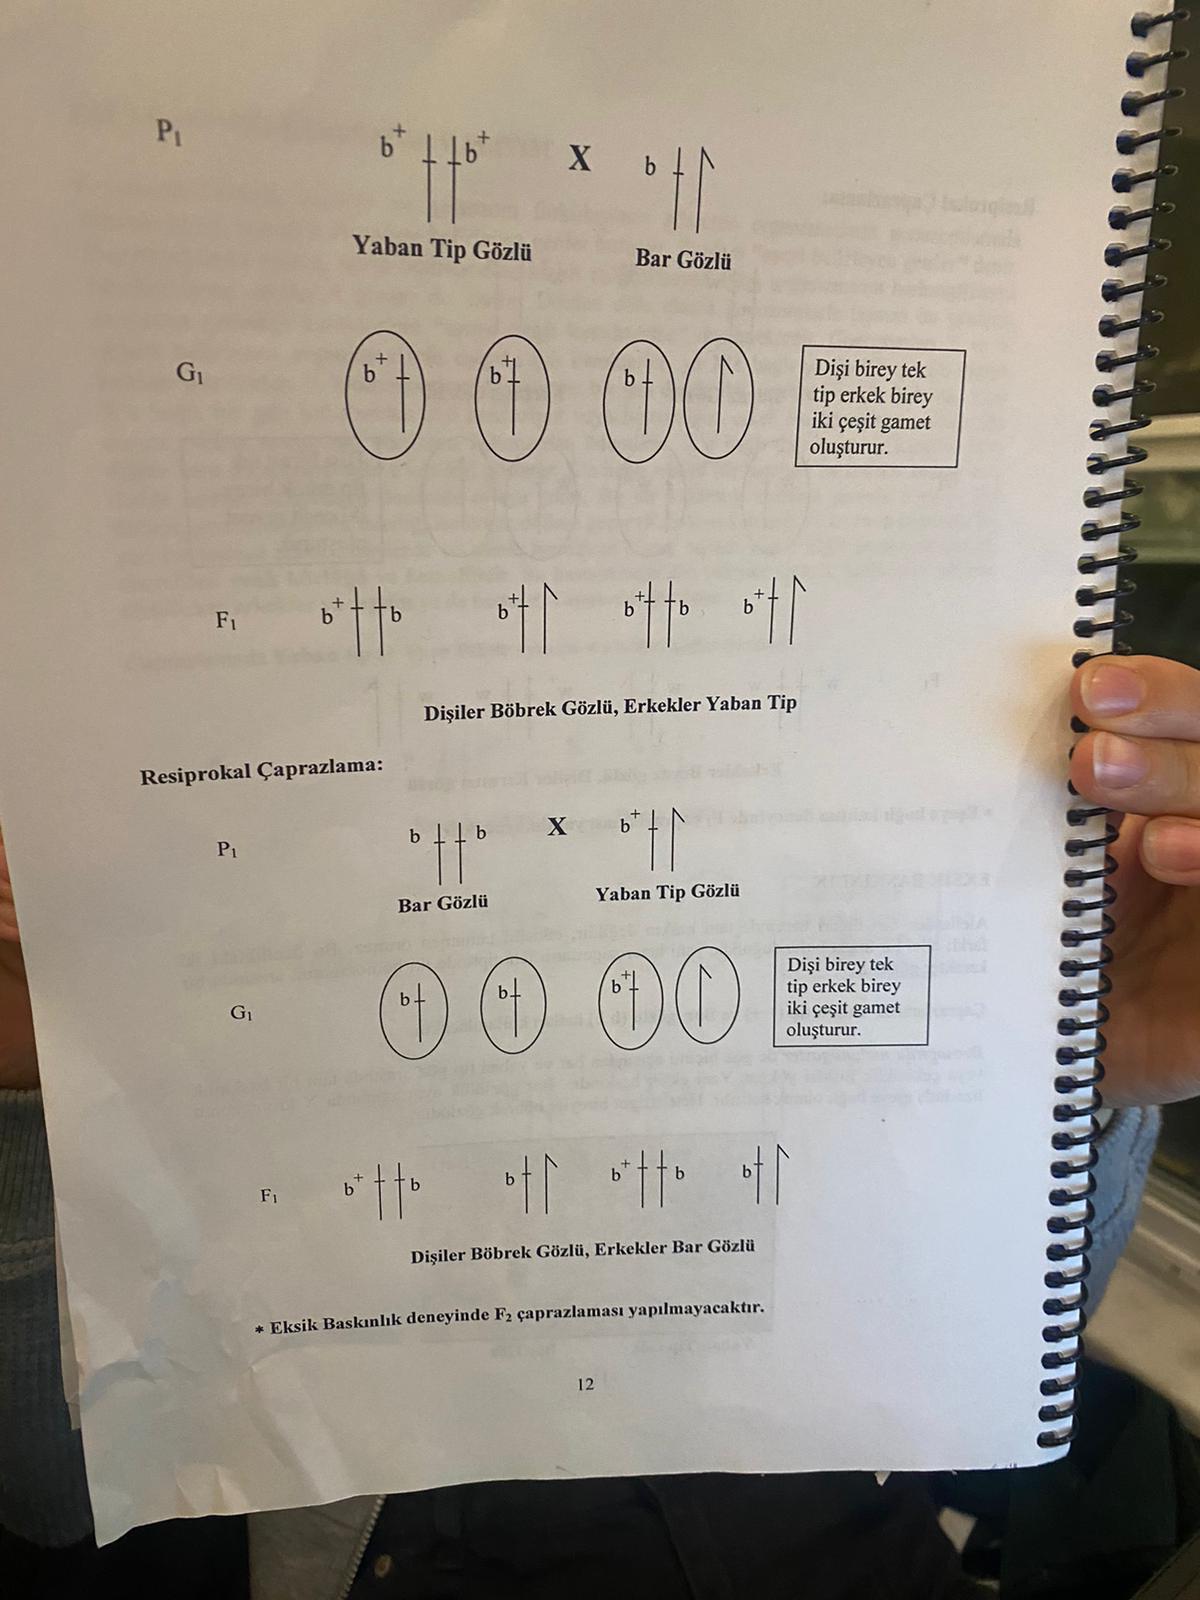 P1
b+ b+ X b
Yaban Tip Gözlü Bar Gözlü
G1 b+ b+ b
Dişi birey tek
tip erkek birey
iki çeşit gamet
oluşturur.
F1 b+ b b+ b+ b b+
Dişiler Böbrek Gözlü, Erkekler Yaban Tip
Resiprokal Çaprazlama:
P1 b b X b+
Bar Gözlü Yaban Tip Gözlü
G1 b b b+
Dişi birey tek
tip erkek birey
iki çeşit gamet
oluşturur.
F1 b+ b b b+ b b
Dişiler Böbrek Gözlü, Erkekler Bar Gözlü
* Eksik Baskınlık deneyinde F2 çaprazlaması yapılmayacaktır.
12